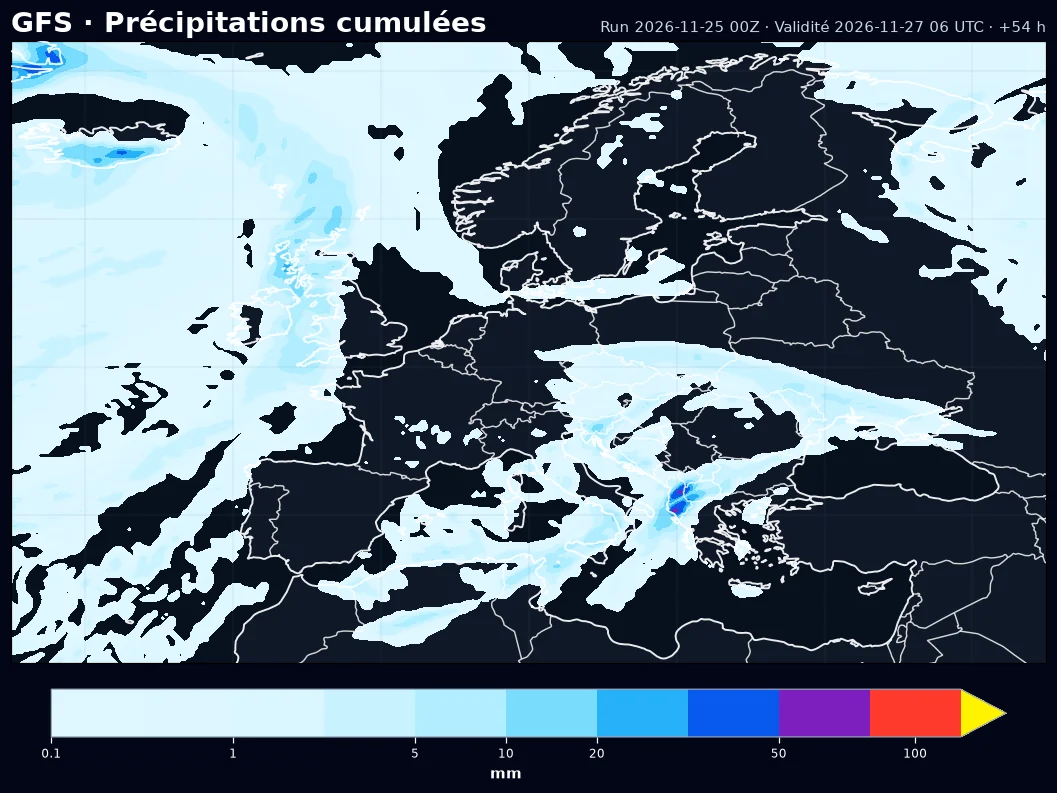 GFS · Précipitations cumulées
Run 2026-11-25 00Z · Validité 2026-11-27 06 UTC · +54 h
0.1 1 5 10 20 50 100
mm